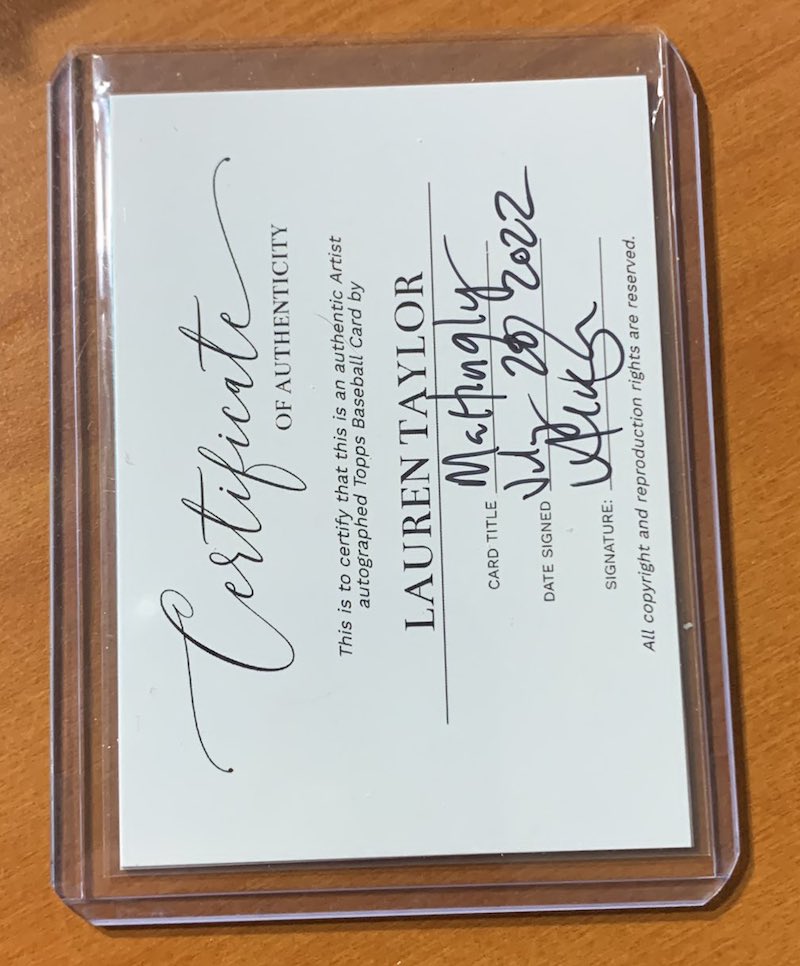 Certificate
OF AUTHENTICITY
This is to certify that this is an authentic Artist
autographed Topps Baseball Card by
LAUREN TAYLOR
CARD TITLE Mattingly
DATE SIGNED July 20, 2022
SIGNATURE:
All copyright and reproduction rights are reserved.